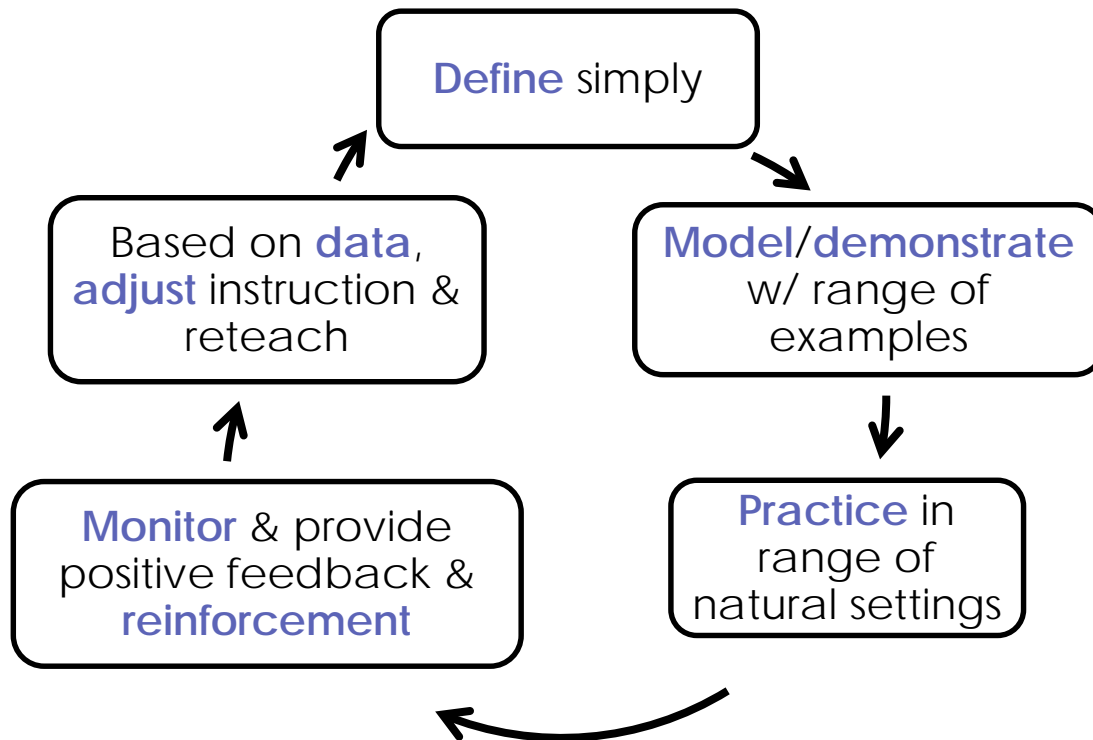 Define simply
Model/demonstrate
w/ range of
examples
Practice in
range of
natural settings
Monitor & provide
positive feedback &
reinforcement
Based on data,
adjust instruction &
reteach